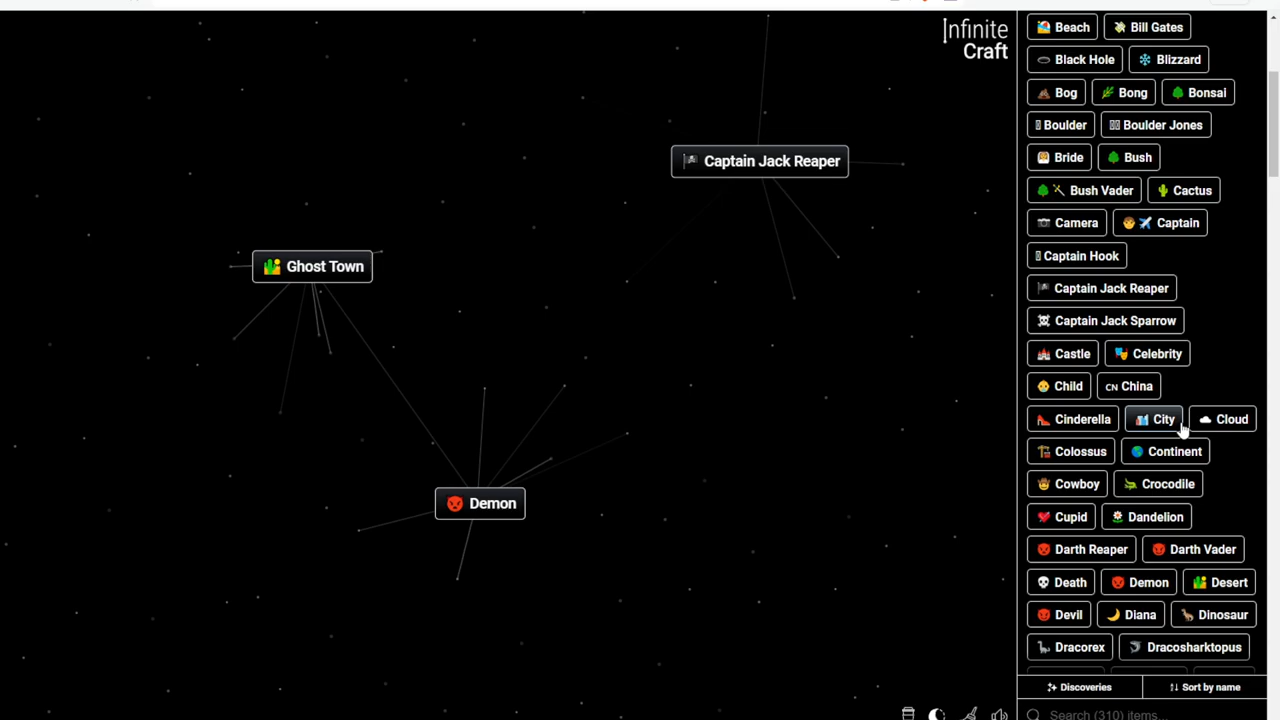 Infinite
Craft
Captain Jack Reaper
Ghost Town
Demon
Beach Bill Gates
Black Hole Blizzard
Bog Bong Bonsai
Boulder Boulder Jones
Bride Bush
Bush Vader Cactus
Camera Captain
Captain Hook
Captain Jack Reaper
Captain Jack Sparrow
Castle Celebrity
Child CN China
Cinderella City Cloud
Colossus Continent
Cowboy Crocodile
Cupid Dandelion
Darth Reaper Darth Vader
Death Demon Desert
Devil Diana Dinosaur
Dracorex Dracosharktopus
Discoveries Sort by name
Search (310) items...